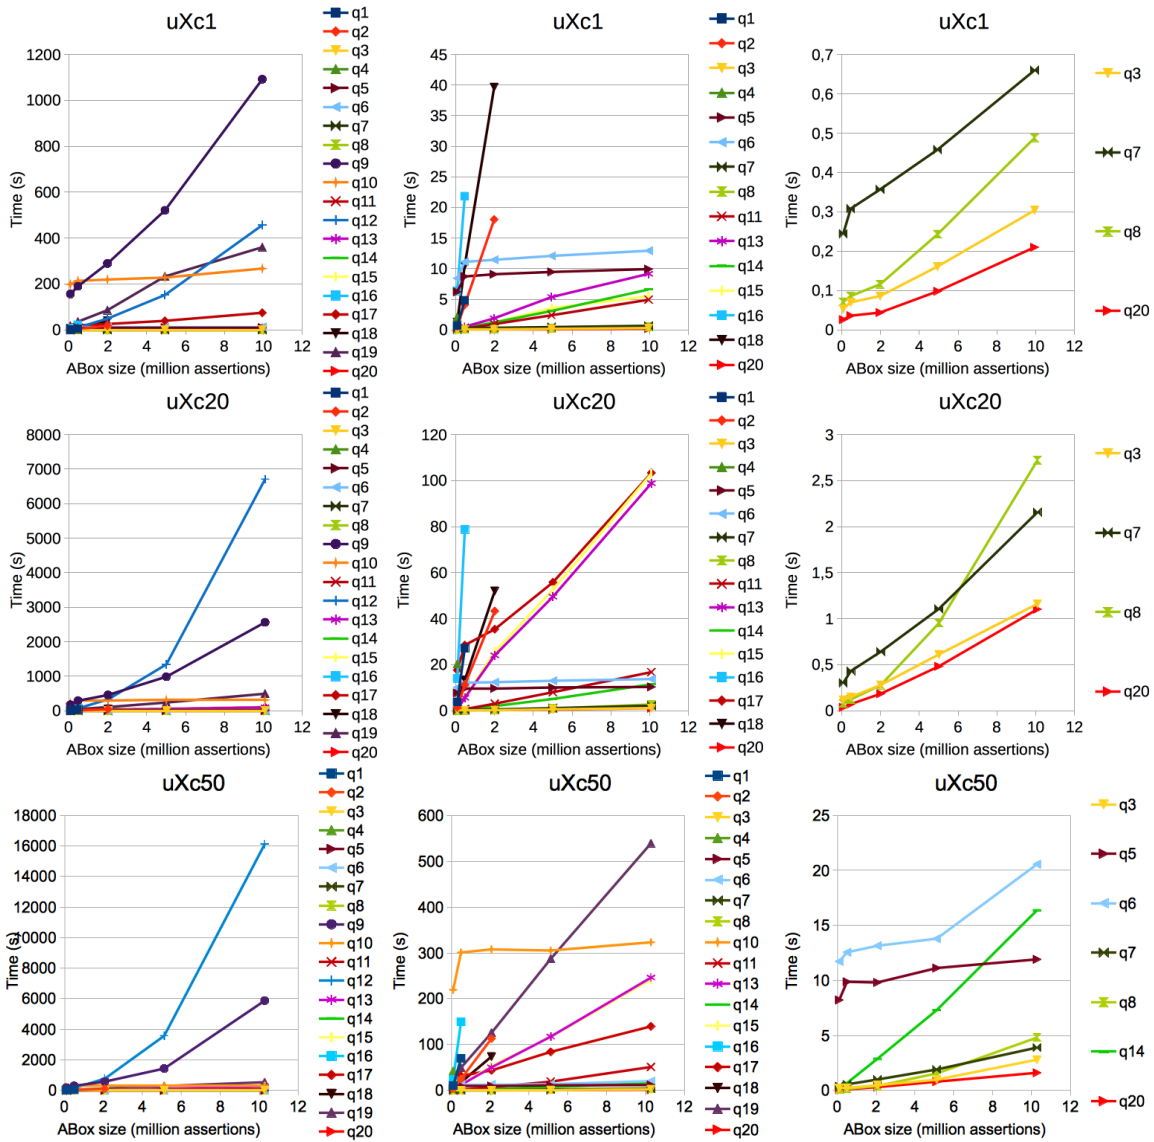 uXc1
Time (s)
1200
1000
800
600
400
200
0
0 2 4 6 8 10 12
ABox size (million assertions)
q1
q2
q3
q4
q5
q6
q7
q8
q9
q10
q11
q12
q13
q14
q15
q16
q17
q18
q19
q20
uXc1
Time (s)
45
40
35
30
25
20
15
10
5
0
0 2 4 6 8 10 12
ABox size (million assertions)
q1
q2
q3
q4
q5
q6
q7
q8
q11
q13
q14
q15
q16
q18
q20
uXc1
Time (s)
0,7
0,6
0,5
0,4
0,3
0,2
0,1
0
0 2 4 6 8 10 12
ABox size (million assertions)
q3
q7
q8
q20
uXc20
Time (s)
8000
7000
6000
5000
4000
3000
2000
1000
0
0 2 4 6 8 10 12
ABox size (million assertions)
q1
q2
q3
q4
q5
q6
q7
q8
q9
q10
q11
q12
q13
q14
q15
q16
q17
q18
q19
q20
uXc20
Time (s)
120
100
80
60
40
20
0
0 2 4 6 8 10 12
ABox size (million assertions)
q1
q2
q3
q4
q5
q6
q7
q8
q11
q13
q14
q15
q16
q17
q18
q20
uXc20
Time (s)
3
2,5
2
1,5
1
0,5
0
0 2 4 6 8 10 12
ABox size (million assertions)
q3
q7
q8
q20
uXc50
Time (s)
18000
16000
14000
12000
10000
8000
6000
4000
2000
0
0 2 4 6 8 10 12
ABox size (million assertions)
q1
q2
q3
q4
q5
q6
q7
q8
q9
q10
q11
q12
q13
q14
q15
q16
q17
q18
q19
q20
uXc50
Time (s)
600
500
400
300
200
100
0
0 2 4 6 8 10 12
ABox size (million assertions)
q1
q2
q3
q4
q5
q6
q7
q8
q10
q11
q13
q14
q15
q16
q17
q18
q19
q20
uXc50
Time (s)
25
20
15
10
5
0
0 2 4 6 8 10 12
ABox size (million assertions)
q3
q5
q6
q7
q8
q14
q20